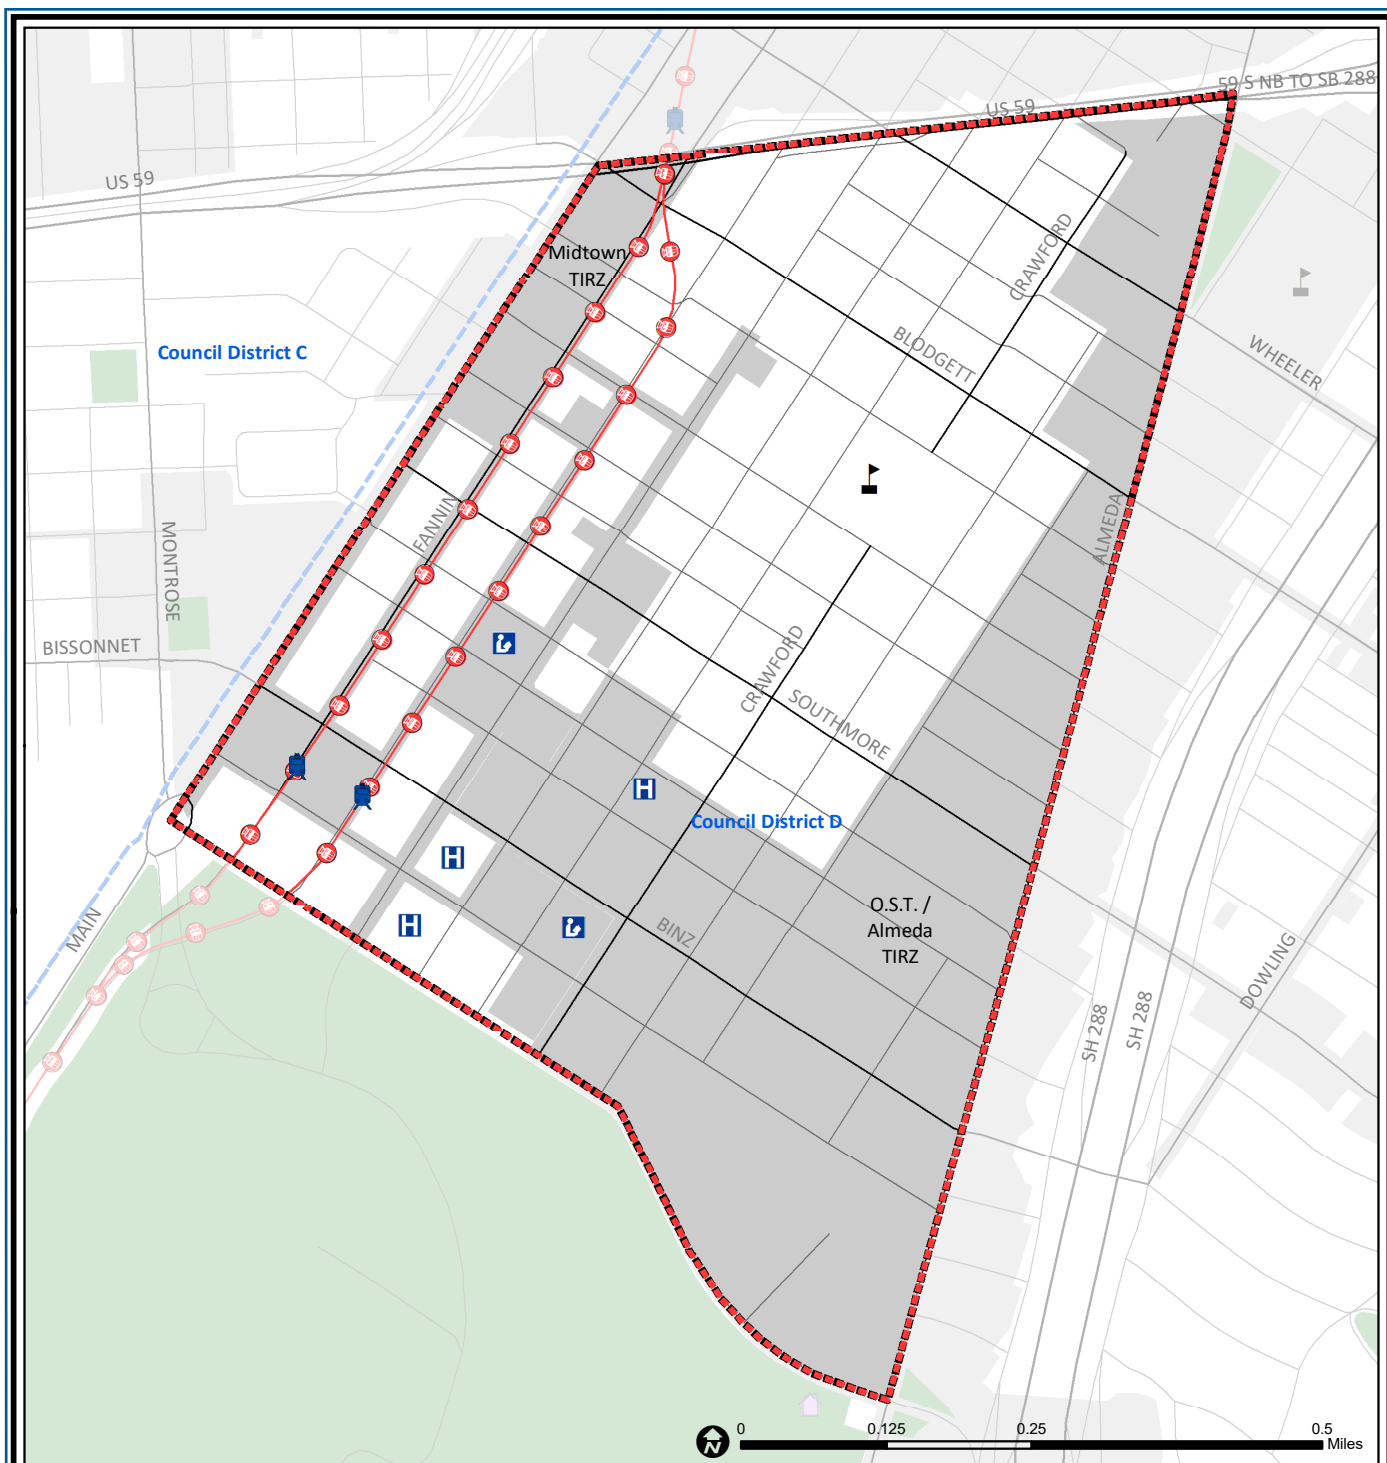 59 S NB TO SB 288
US 59
US 59
Midtown
TIRZ
CRAWFORD
Council District C
BLODGETT
WHEELER
FANNIN
ALMEDA
MONTROSE
BISSONNET
CRAWFORD
SOUTHMORE
H
Council District D
H
H
O.S.T. /
Almeda
TIRZ
MAIN
BINZ
DOWLING
SH 288
SH 288
N
0
0.125
0.25
0.5
Miles